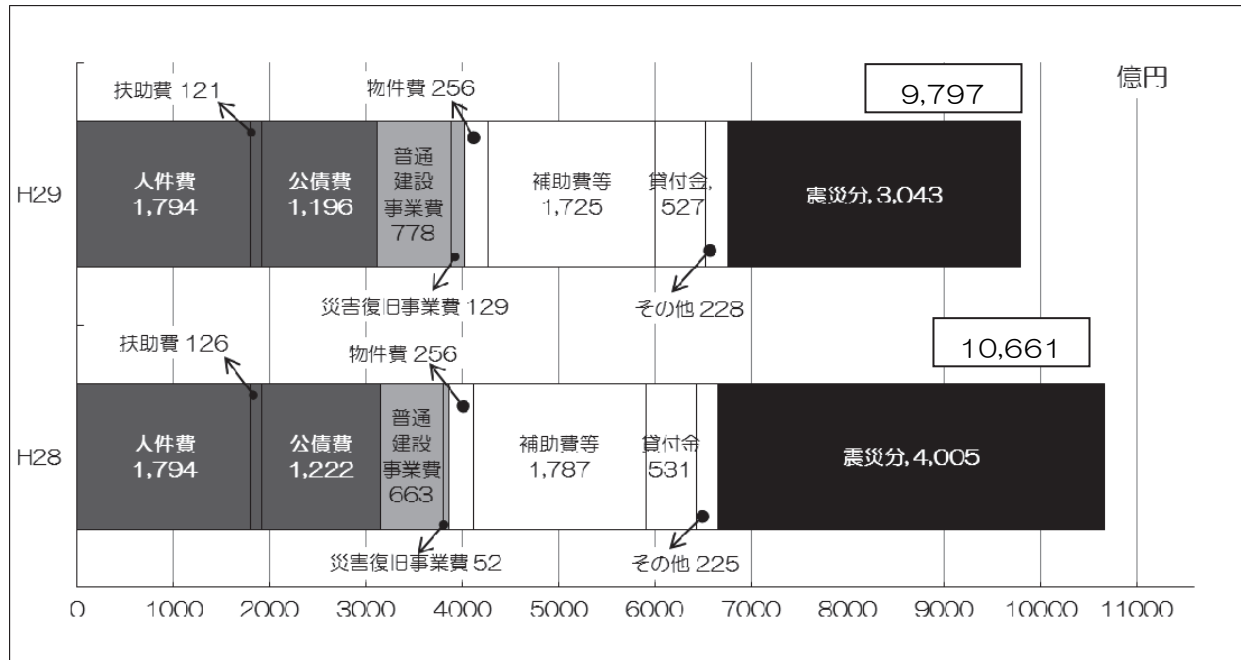 億円
9,797
扶助費 121
物件費 256
H29
人件費
1,794
公債費
1,196
普通
建設
事業費
778
補助費等
1,725
貸付金,
527
震災分, 3,043
災害復旧事業費 129
その他 228
10,661
扶助費 126
物件費 256
H28
人件費
1,794
公債費
1,222
普通
建設
事業費
663
補助費等
1,787
貸付金
531
震災分, 4,005
災害復旧事業費 52
その他 225
0 1000 2000 3000 4000 5000 6000 7000 8000 9000 10000 11000